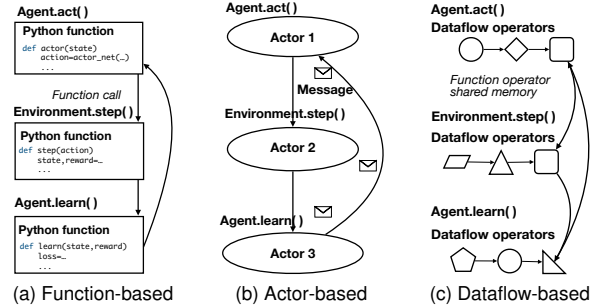 Agent.act( )
Python function
def actor(state)
action=actor_net(…)
...
Function call
Environment.step( )
Python function
def step(action)
state,reward=…
...
Agent.learn( )
Python function
def learn(state,reward)
loss=…
...
(a) Function-based
Agent.act( )
Actor 1
Message
Environment.step( )
Actor 2
Agent.learn( )
Actor 3
(b) Actor-based
Agent.act( )
Dataflow operators
Function operator
shared memory
Environment.step( )
Dataflow operators
Agent.learn( )
Dataflow operators
(c) Dataflow-based